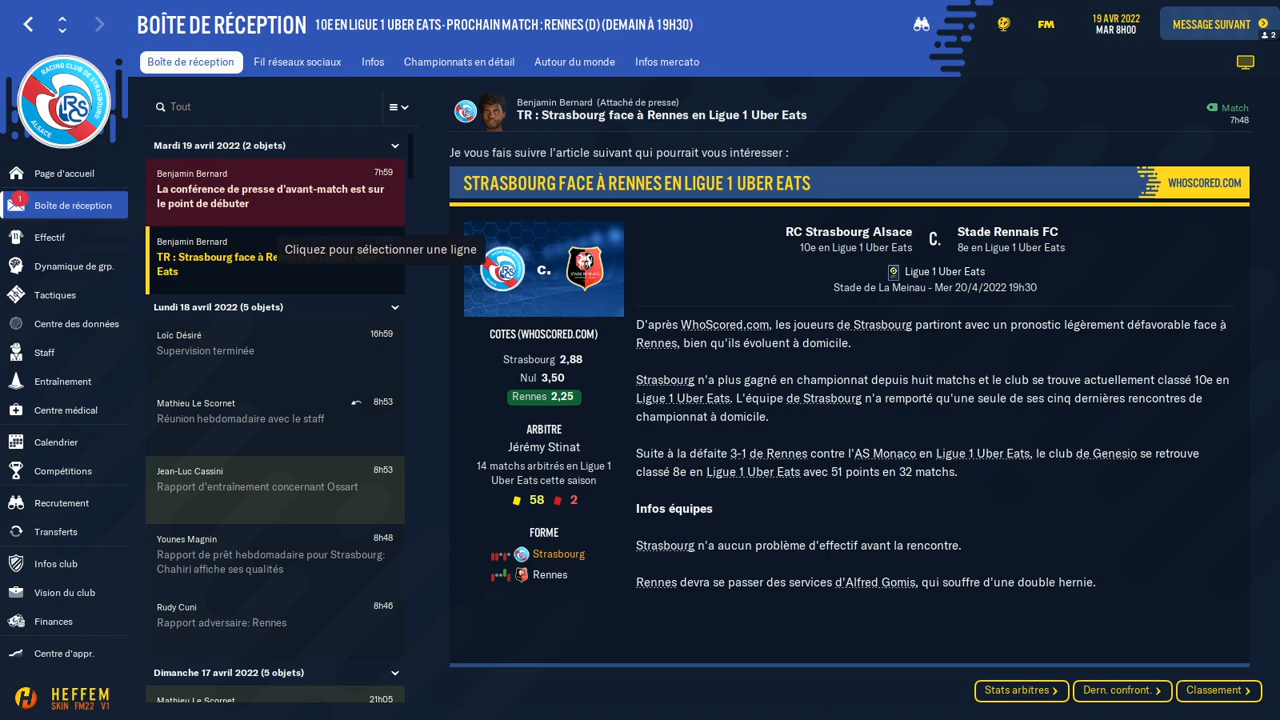 BOÎTE DE RÉCEPTION
10E EN LIGUE 1 UBER EATS - PROCHAIN MATCH : RENNES (D) (DEMAIN À 19H30)
FM
19 AVR 2022
MAR 8H00
MESSAGE SUIVANT
2
Boîte de réception
Fil réseaux sociaux
Infos
Championnats en détail
Autour du monde
Infos mercato
RACING CLUB DE STRASBOURG
RCS
ALSACE
Page d'accueil
1
Boîte de réception
Effectif
Dynamique de grp.
Tactiques
Centre des données
Staff
Entraînement
Centre médical
Calendrier
Compétitions
Recrutement
Transferts
Infos club
Vision du club
Finances
Centre d'appr.
HEFFEM
SKIN FM22 V1
Tout
Mardi 19 avril 2022 (2 objets)
Benjamin Bernard 7h59
La conférence de presse d'avant-match est sur
le point de débuter
Benjamin Bernard
TR : Strasbourg face à Re
Eats
Cliquez pour sélectionner une ligne
Lundi 18 avril 2022 (5 objets)
Loïc Désiré 16h59
Supervision terminée
Mathieu Le Scornet 8h53
Réunion hebdomadaire avec le staff
Jean-Luc Cassini 8h53
Rapport d'entraînement concernant Ossart
Younes Magnin 8h48
Rapport de prêt hebdomadaire pour Strasbourg:
Chahiri affiche ses qualités
Rudy Cuni 8h46
Rapport adversaire: Rennes
Dimanche 17 avril 2022 (5 objets)
Mathieu Le Scornet 21h05
Benjamin Bernard (Attaché de presse)
TR : Strasbourg face à Rennes en Ligue 1 Uber Eats
Match
7h48
Je vous fais suivre l'article suivant qui pourrait vous intéresser :
STRASBOURG FACE À RENNES EN LIGUE 1 UBER EATS
WHOSCORED.COM
C.
COTES (WHOSCORED.COM)
Strasbourg 2,88
Nul 3,50
Rennes 2,25
ARBITRE
Jérémy Stinat
14 matchs arbitrés en Ligue 1
Uber Eats cette saison
58 2
FORME
Strasbourg
Rennes
RC Strasbourg Alsace C. Stade Rennais FC
10e en Ligue 1 Uber Eats 8e en Ligue 1 Uber Eats
Ligue 1 Uber Eats
Stade de La Meinau - Mer 20/4/2022 19h30
D'après WhoScored.com, les joueurs de Strasbourg partiront avec un pronostic légèrement défavorable face à
Rennes, bien qu'ils évoluent à domicile.
Strasbourg n'a plus gagné en championnat depuis huit matchs et le club se trouve actuellement classé 10e en
Ligue 1 Uber Eats. L'équipe de Strasbourg n'a remporté qu'une seule de ses cinq dernières rencontres de
championnat à domicile.
Suite à la défaite 3-1 de Rennes contre l'AS Monaco en Ligue 1 Uber Eats, le club de Genesio se retrouve
classé 8e en Ligue 1 Uber Eats avec 51 points en 32 matchs.
Infos équipes
Strasbourg n'a aucun problème d'effectif avant la rencontre.
Rennes devra se passer des services d'Alfred Gomis, qui souffre d'une double hernie.
Stats arbitres
Dern. confront.
Classement